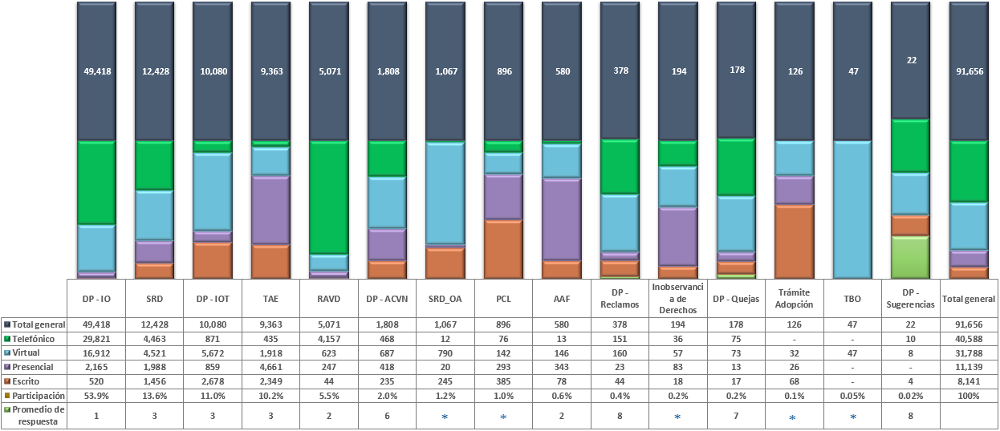 49,418 12,428 10,080 9,363 5,071 1,808 1,067 896 580 378 194 178 126 47 22 91,656
DP - IO SRD DP - IOT TAE RAVD DP - ACVN SRD_OA PCL AAF DP - Reclamos Inobservancia de Derechos DP - Quejas Trámite Adopción TBO DP - Sugerencias Total general
Total general 49,418 12,428 10,080 9,363 5,071 1,808 1,067 896 580 378 194 178 126 47 22 91,656
Telefónico 29,821 4,463 871 435 4,157 468 12 76 13 151 36 75 - - 10 40,588
Virtual 16,912 4,521 5,672 1,918 623 687 790 142 146 160 57 73 32 47 8 31,788
Presencial 2,165 1,988 859 4,661 247 418 20 293 343 23 83 13 26 - - 11,139
Escrito 520 1,456 2,678 2,349 44 235 245 385 78 44 18 17 68 - 4 8,141
Participación 53.9% 13.6% 11.0% 10.2% 5.5% 2.0% 1.2% 1.0% 0.6% 0.4% 0.2% 0.2% 0.1% 0.05% 0.02% 100%
Promedio de respuesta 1 3 3 3 2 6 * * 2 8 * 7 * * 8